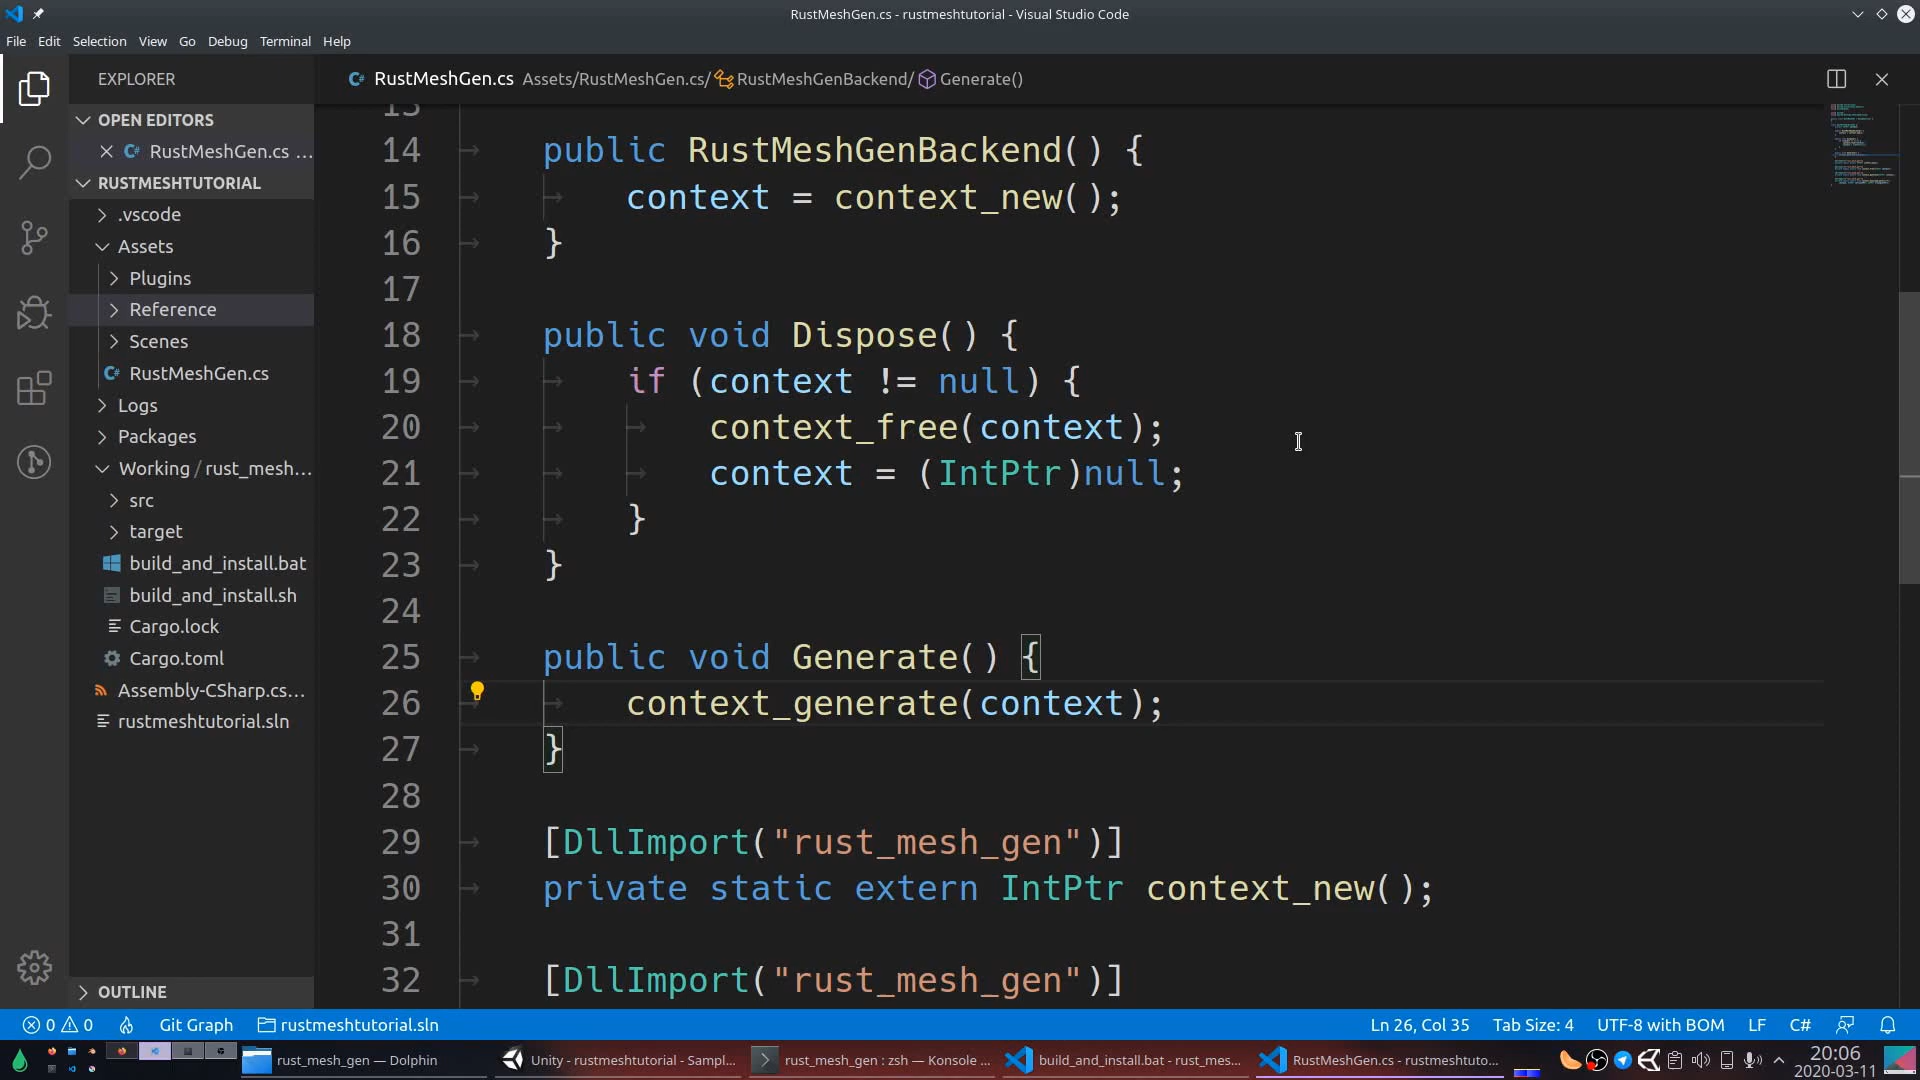 RustMeshGen.cs - rustmeshtutorial - Visual Studio Code
File Edit Selection View Go Debug Terminal Help
EXPLORER
OPEN EDITORS
RustMeshGen.cs ...
RUSTMESHTUTORIAL
.vscode
Assets
Plugins
Reference
Scenes
C# RustMeshGen.cs
Logs
Packages
Working/rust_mesh...
src
target
build_and_install.bat
build_and_install.sh
Cargo.lock
Cargo.toml
Assembly-CSharp.cs...
rustmeshtutorial.sln
OUTLINE
C# RustMeshGen.cs Assets/RustMeshGen.cs/ RustMeshGenBackend/ Generate()
13
14 public RustMeshGenBackend() {
15 context = context_new();
16 }
17
18 public void Dispose() {
19 if (context != null) {
20 context_free(context);
21 context = (IntPtr)null;
22 }
23 }
24
25 public void Generate() {
26 context_generate(context);
27 }
28
29 [DllImport("rust_mesh_gen")]
30 private static extern IntPtr context_new();
31
32 [DllImport("rust_mesh_gen")]
0 0 Git Graph rustmeshtutorial.sln Ln 26, Col 35 Tab Size: 4 UTF-8 with BOM LF C#
rust_mesh_gen — Dolphin Unity - rustmeshtutorial - Sampl... rust_mesh_gen : zsh — Konsole ... build_and_install.bat - rust_mes... RustMeshGen.cs - rustmeshtuto... 20:06
2020-03-11